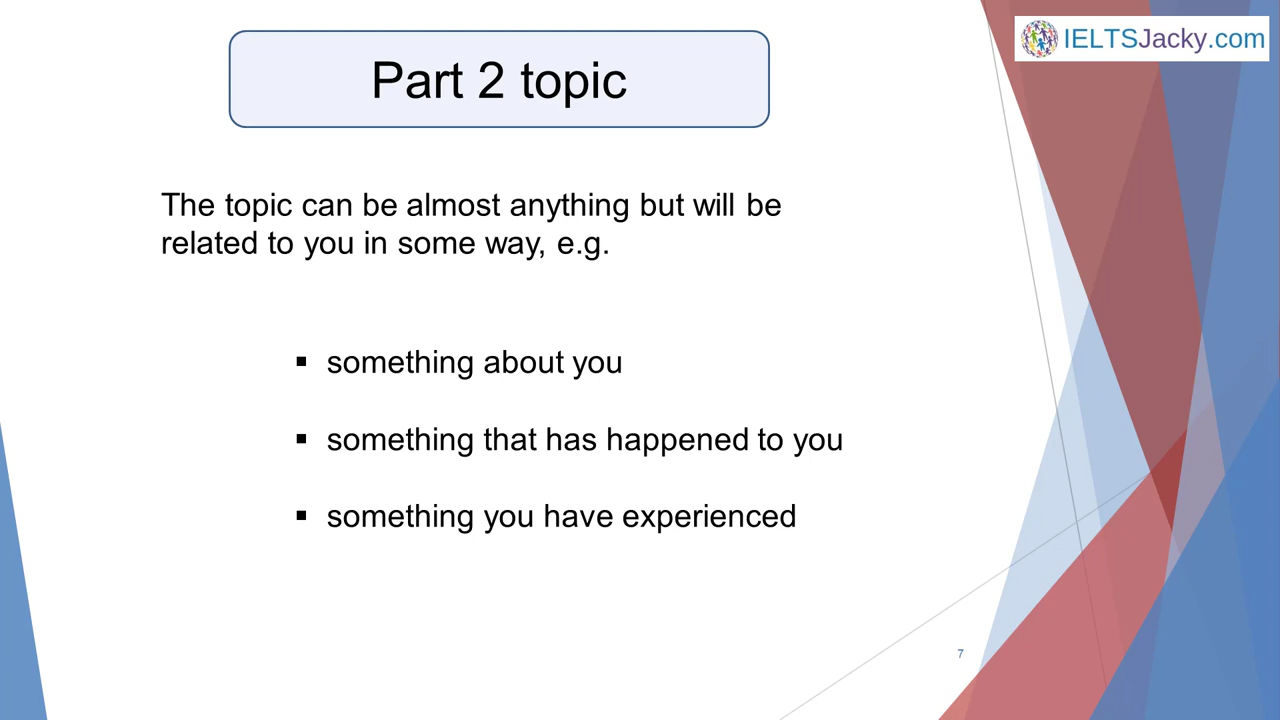 IELTSJacky.com
Part 2 topic
The topic can be almost anything but will be
related to you in some way, e.g.
▪ something about you
▪ something that has happened to you
▪ something you have experienced
7